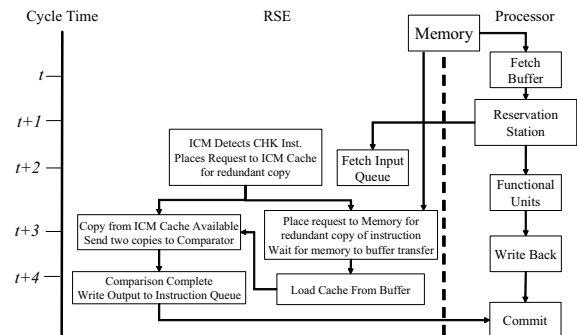 Cycle Time
RSE
Processor
Memory
t
Fetch
Buffer
t+1
Reservation
Station
ICM Detects CHK Inst.
Places Request to ICM Cache
for redundant copy
t+2
Fetch Input
Queue
Functional
Units
t+3
Copy from ICM Cache Available
Send two copies to Comparator
Place request to Memory for
redundant copy of instruction
Wait for memory to buffer transfer
Write Back
t+4
Comparison Complete
Write Output to Instruction Queue
Load Cache From Buffer
Commit